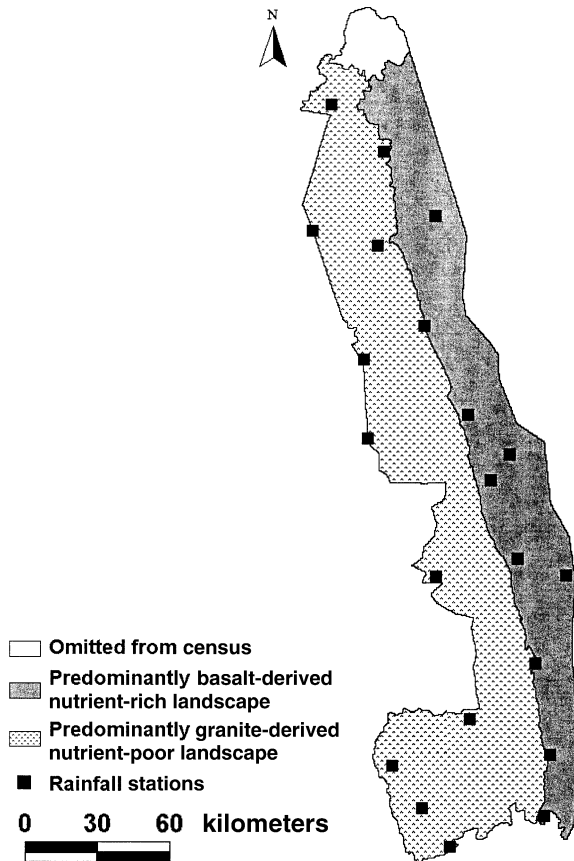 N
Omitted from census
Predominantly basalt-derived
nutrient-rich landscape
Predominantly granite-derived
nutrient-poor landscape
Rainfall stations
0 30 60 kilometers